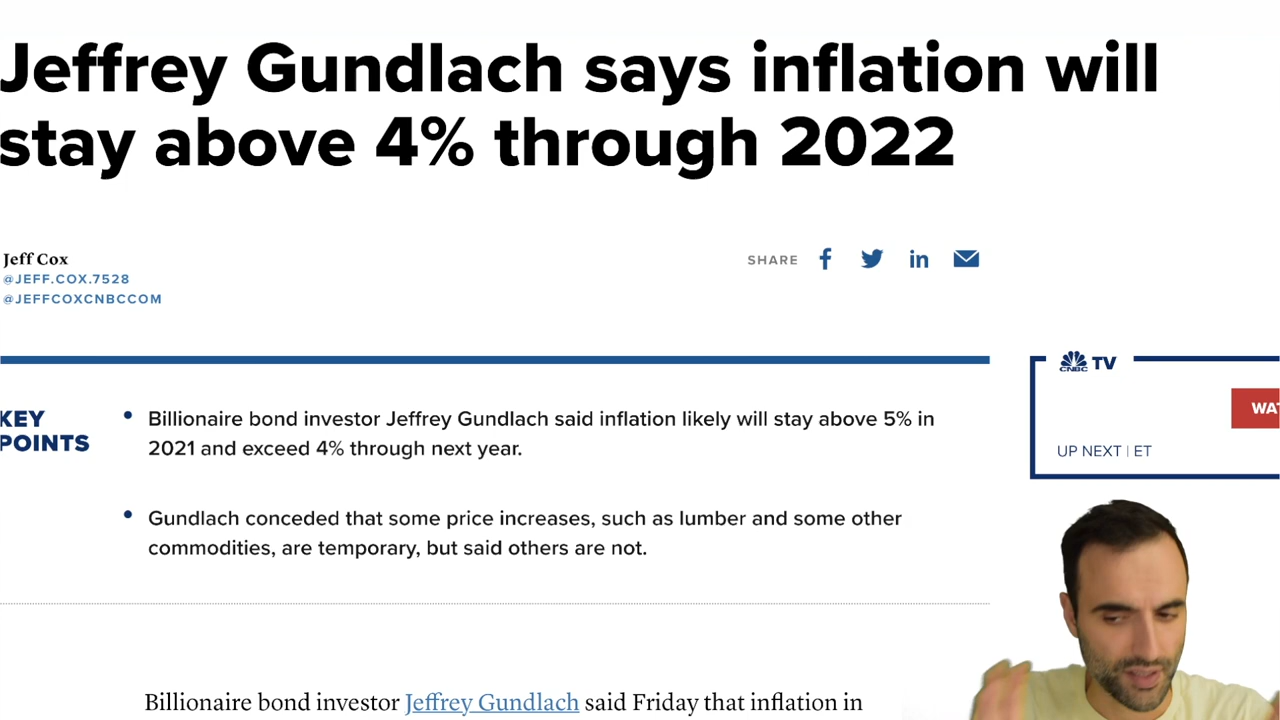 Jeffrey Gundlach says inflation will
stay above 4% through 2022
Jeff Cox
@JEFF.COX.7528
@JEFFCOXCNBCCOM
SHARE
KEY
POINTS
Billionaire bond investor Jeffrey Gundlach said inflation likely will stay above 5% in
2021 and exceed 4% through next year.
Gundlach conceded that some price increases, such as lumber and some other
commodities, are temporary, but said others are not.
CNBC TV
UP NEXT | ET
Billionaire bond investor Jeffrey Gundlach said Friday that inflation in